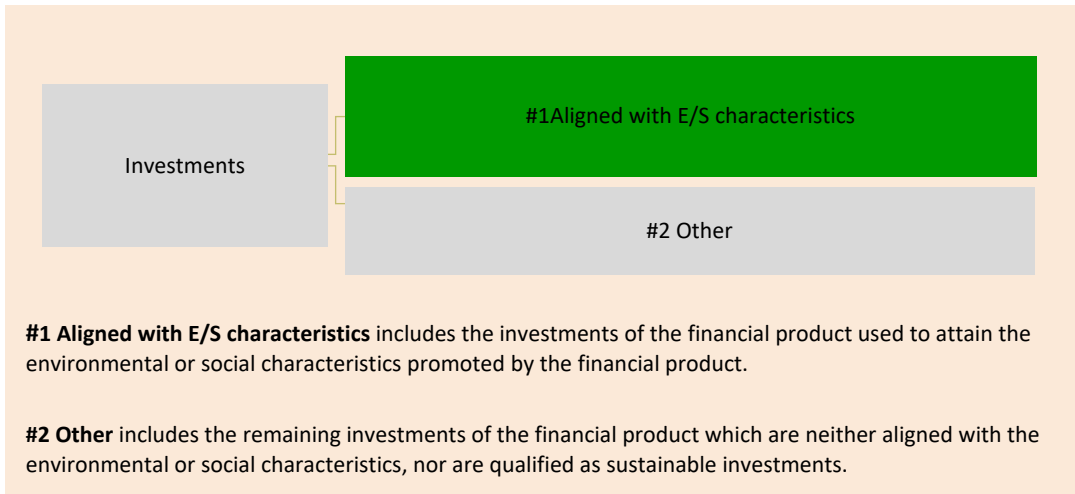 #1Aligned with E/S characteristics
Investments
#2 Other
#1 Aligned with E/S characteristics includes the investments of the financial product used to attain the
environmental or social characteristics promoted by the financial product.
#2 Other includes the remaining investments of the financial product which are neither aligned with the
environmental or social characteristics, nor are qualified as sustainable investments.